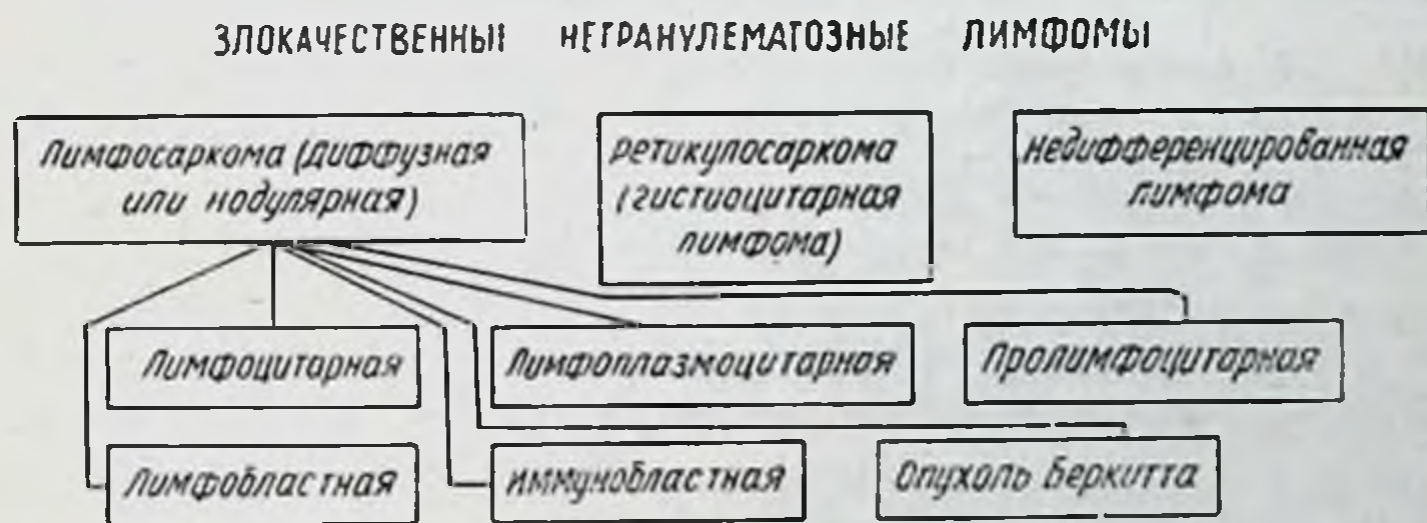 ЗЛОКАЧЕСТВЕННЫЕ НЕГРАНУЛЕМАТОЗНЫЕ ЛИМФОМЫ
Лимфосаркома (диффузная
или нодулярная)
Ретикулосаркома
(гистиоцитарная
лимфома)
Недифференцированная
лимфома
Лимфоцитарная
Лимфоплазмоцитарная
Пролимфоцитарная
Лимфобластная
Иммунобластная
Опухоль Беркитта